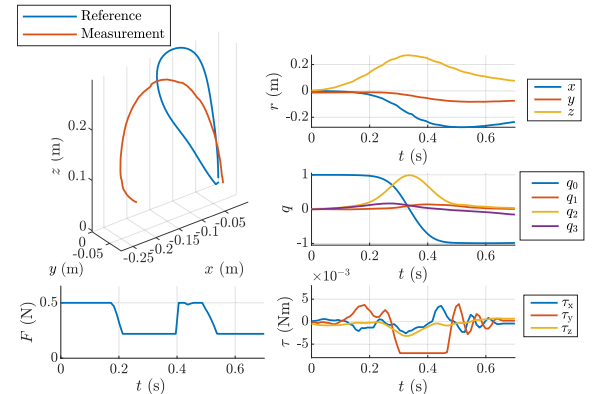 Reference
Measurement
z (m)
0.2
0.1
0
0
-0.05
y (m)
-0.25
-0.2
-0.15
-0.1
-0.05
x (m)
r (m)
0.2
0
-0.2
0
0.2
0.4
0.6
t (s)
x
y
z
q
1
0
-1
0
0.2
0.4
0.6
t (s)
q₀
q₁
q₂
q₃
F (N)
0.5
0
0
0.2
0.4
0.6
t (s)
×10⁻³
τ (Nm)
5
0
-5
0
0.2
0.4
0.6
t (s)
τₓ
τ_y
τ_z